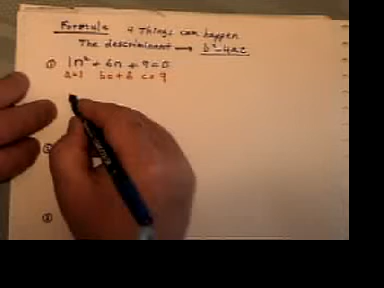 Formula 4 Things can happen
The descriminant → b²-4ac
① 1n² + 6n + 9 = 0
a=1 b=+6 c=9
②
③